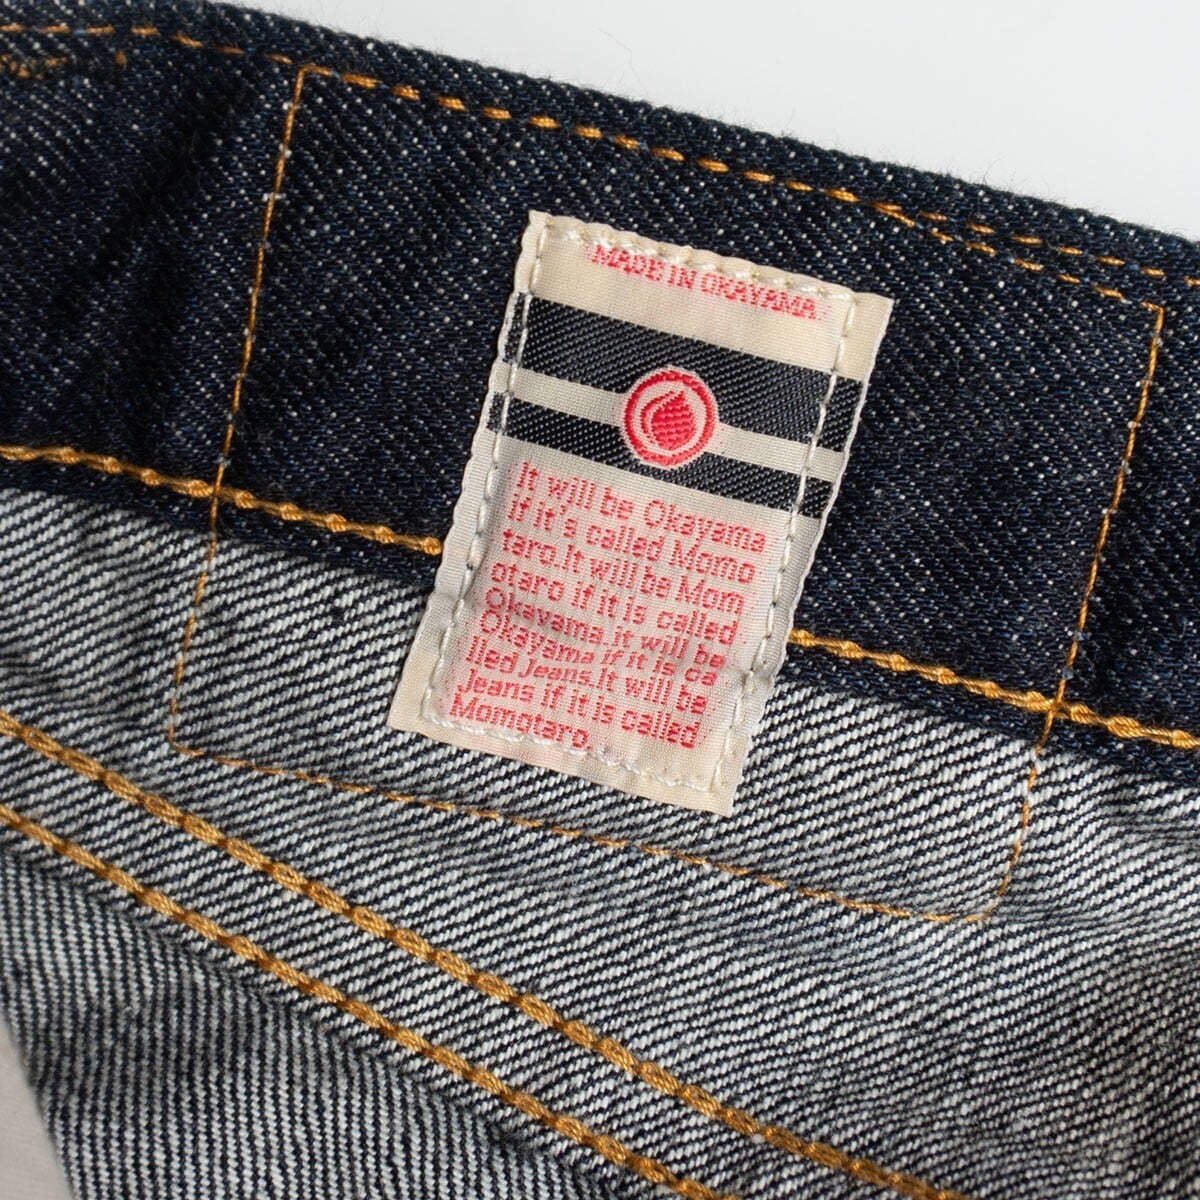 MADE IN OKAYAMA
It will be Okayama
if it's called Momo
taro.It will be Mom
otaro if it is called
Okayama.it will be
Okayama if it is ca
lled Jeans.It will be
Jeans if it is called
Momotaro.